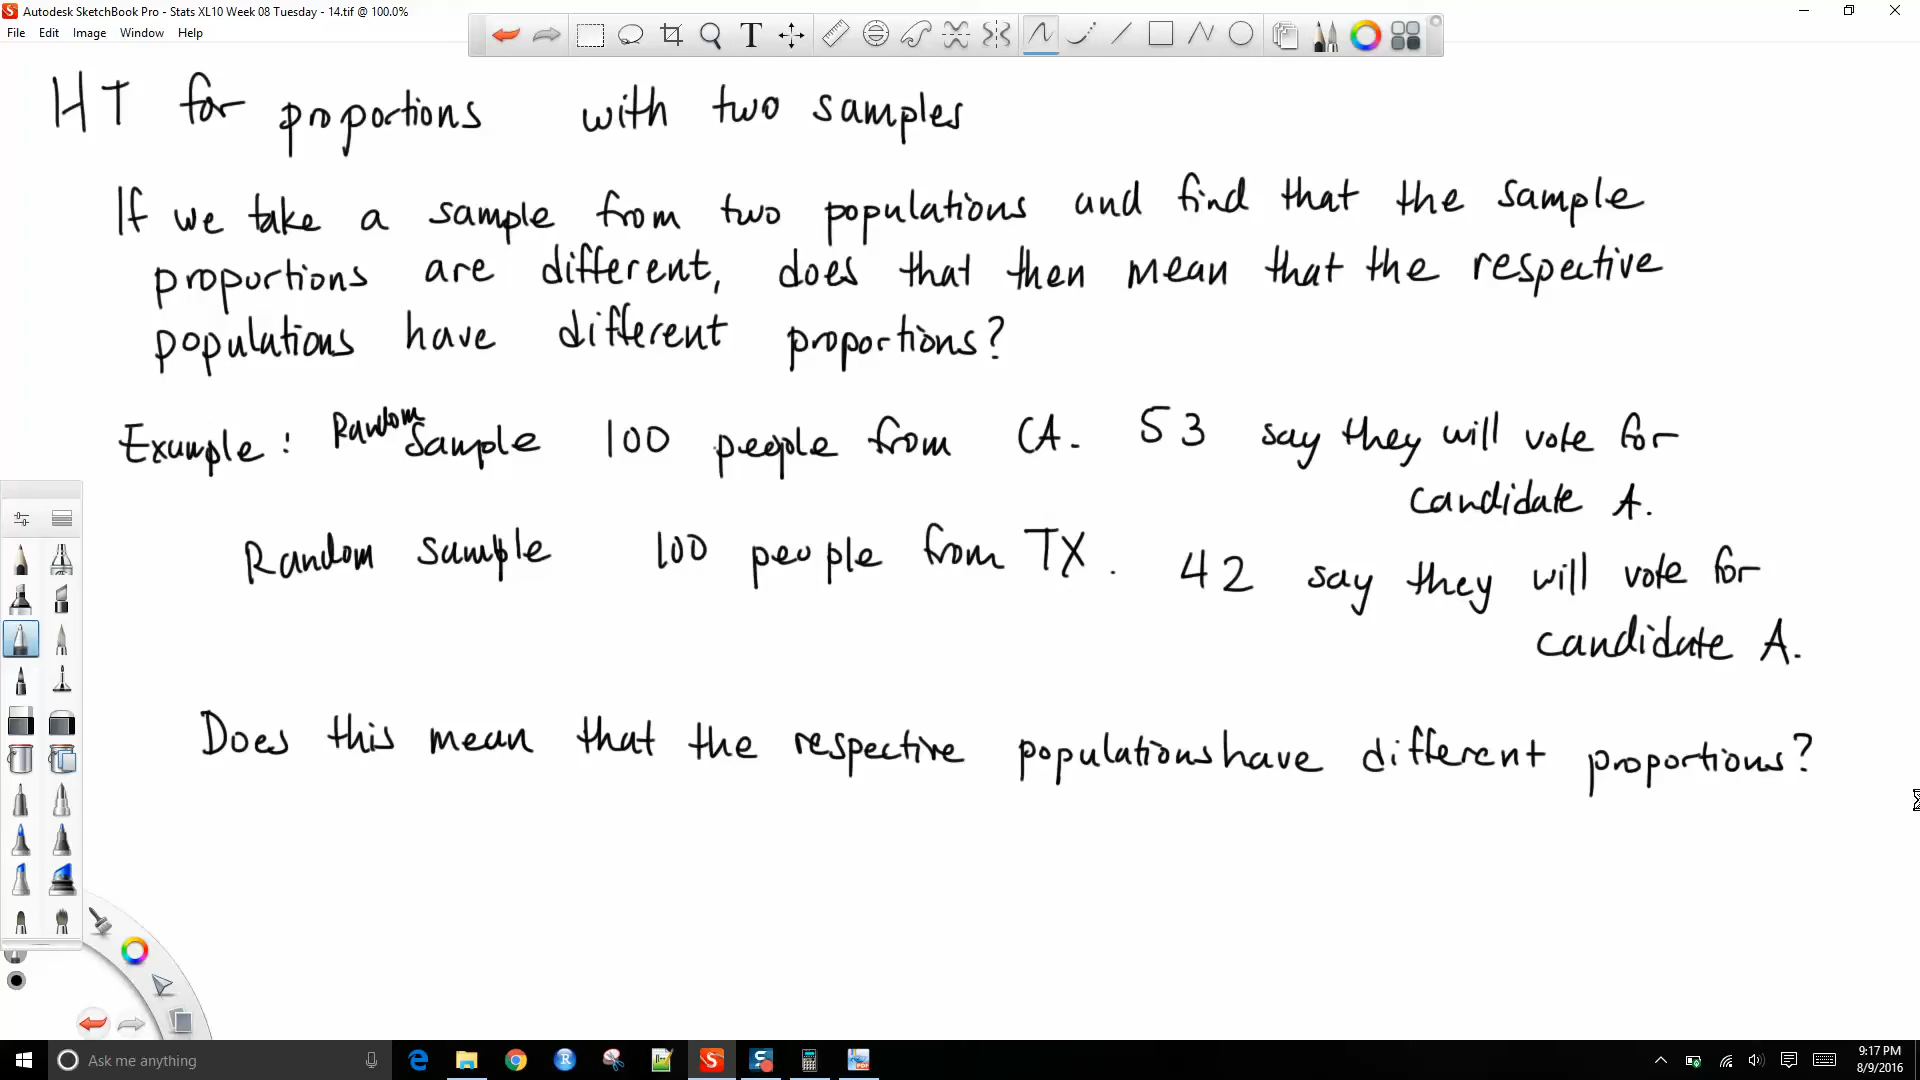 Autodesk SketchBook Pro - Stats XL10 Week 08 Tuesday - 14.tif @ 100.0%
File Edit Image Window Help
HT for proportions with two samples
If we take a sample from two populations and find that the sample
proportions are different, does that then mean that the respective
populations have different proportions?
Example: Random sample 100 people from CA. 53 say they will vote for
candidate A.
Random sample 100 people from TX. 42 say they will vote for
candidate A.
Does this mean that the respective populations have different proportions?
Ask me anything
9:17 PM
8/9/2016